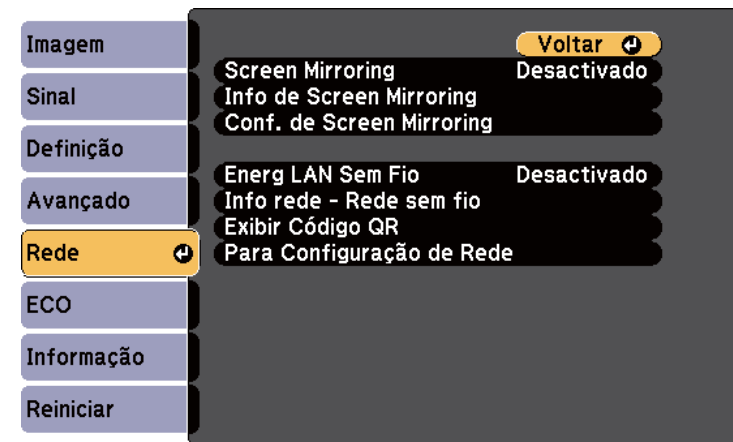 Imagem
Sinal
Definição
Avançado
Rede
ECO
Informação
Reiniciar
Voltar
Screen Mirroring Desactivado
Info de Screen Mirroring
Conf. de Screen Mirroring
Energ LAN Sem Fio Desactivado
Info rede - Rede sem fio
Exibir Código QR
Para Configuração de Rede